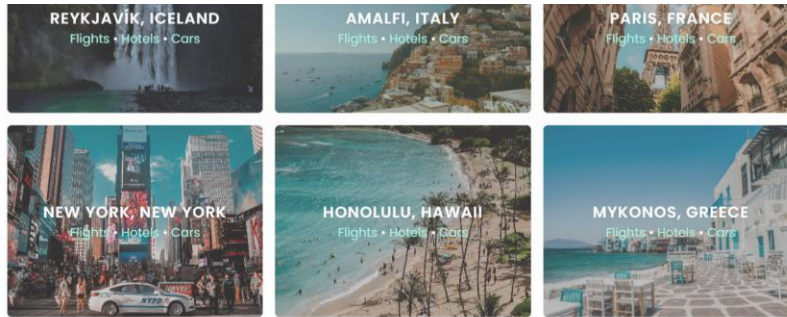 REYKJAVÍK, ICELAND
Flights • Hotels • Cars
AMALFI, ITALY
Flights • Hotels • Cars
PARIS, FRANCE
Flights • Hotels • Cars
NEW YORK, NEW YORK
Flights • Hotels • Cars
NYPD
HONOLULU, HAWAII
Flights • Hotels • Cars
MYKONOS, GREECE
Flights • Hotels • Cars